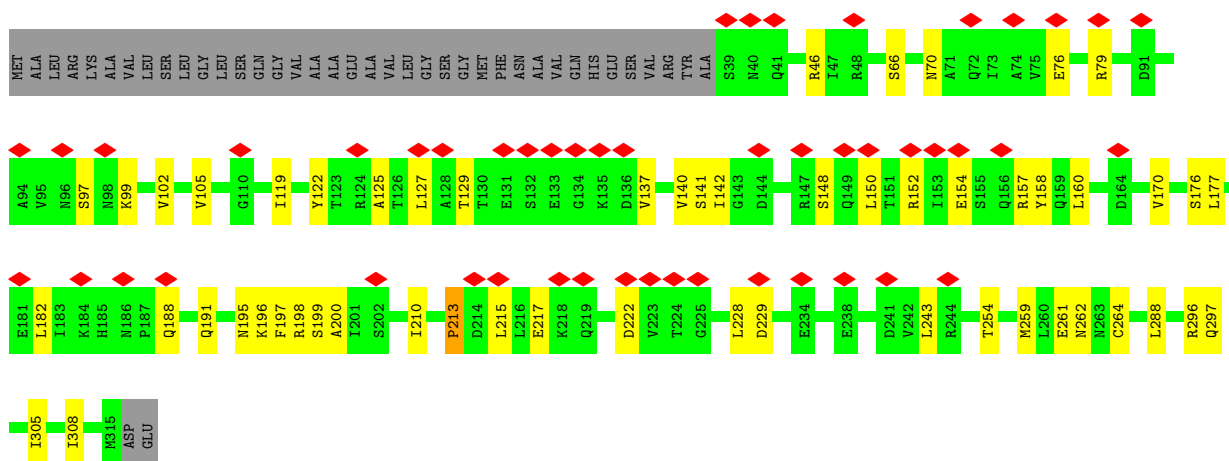 MET ALA LEU ARG LYS ALA VAL LEU SER LEU GLY LEU SER GLN GLY VAL ALA ALA GLU ALA VAL LEU GLY SER GLY MET PHE ASN ALA VAL GLN HIS GLU SER VAL ARG TYR ALA S39 N40 Q41 R46 I47 R48 S66 N70 A71 Q72 I73 A74 V75 E76 R79 D91
A94 V95 N96 S97 N98 K99 V102 V105 G110 I119 Y122 T123 R124 A125 T126 L127 A128 T129 T130 E131 S132 E133 G134 K135 D136 V137 V140 S141 I142 G143 D144 R147 S148 Q149 L150 T151 R152 I153 E154 S155 Q156 R157 Y158 Q159 L160 D164 V170 S176 L177
E181 L182 I183 K184 H185 N186 P187 Q188 Q191 N195 K196 F197 R198 S199 A200 I201 S202 I210 P213 D214 L215 L216 E217 K218 Q219 D222 V223 T224 G225 L228 D229 E234 E238 D241 V242 L243 R244 T254 M259 L260 E261 N262 N263 C264 L288 R296 Q297
I305 I308 M315 ASP GLU